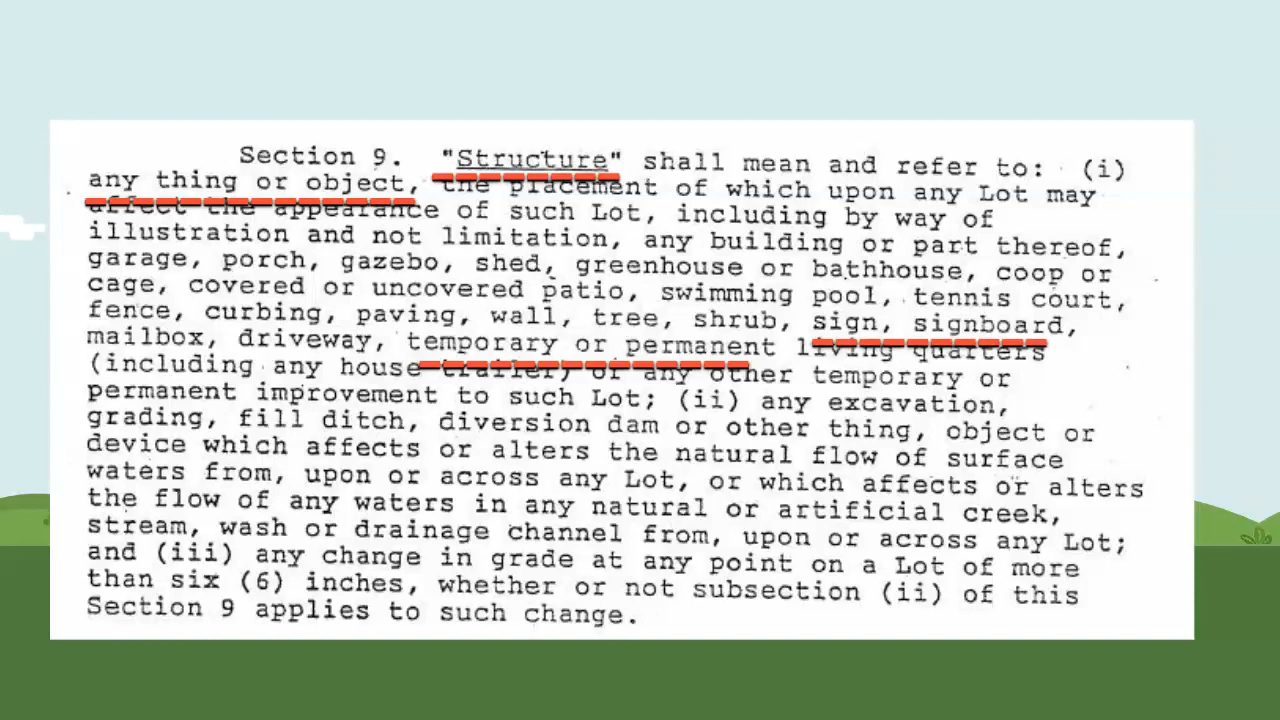 Section 9. "Structure" shall mean and refer to: (i)
any thing or object, the placement of which upon any Lot may
affect the appearance of such Lot, including by way of
illustration and not limitation, any building or part thereof,
garage, porch, gazebo, shed, greenhouse or bathhouse, coop or
cage, covered or uncovered patio, swimming pool, tennis court,
fence, curbing, paving, wall, tree, shrub, sign, signboard,
mailbox, driveway, temporary or permanent living quarters
(including any house trailer) or any other temporary or
permanent improvement to such Lot; (ii) any excavation,
grading, fill ditch, diversion dam or other thing, object or
device which affects or alters the natural flow of surface
waters from, upon or across any Lot, or which affects or alters
the flow of any waters in any natural or artificial creek,
stream, wash or drainage channel from, upon or across any Lot;
and (iii) any change in grade at any point on a Lot of more
than six (6) inches, whether or not subsection (ii) of this
Section 9 applies to such change.